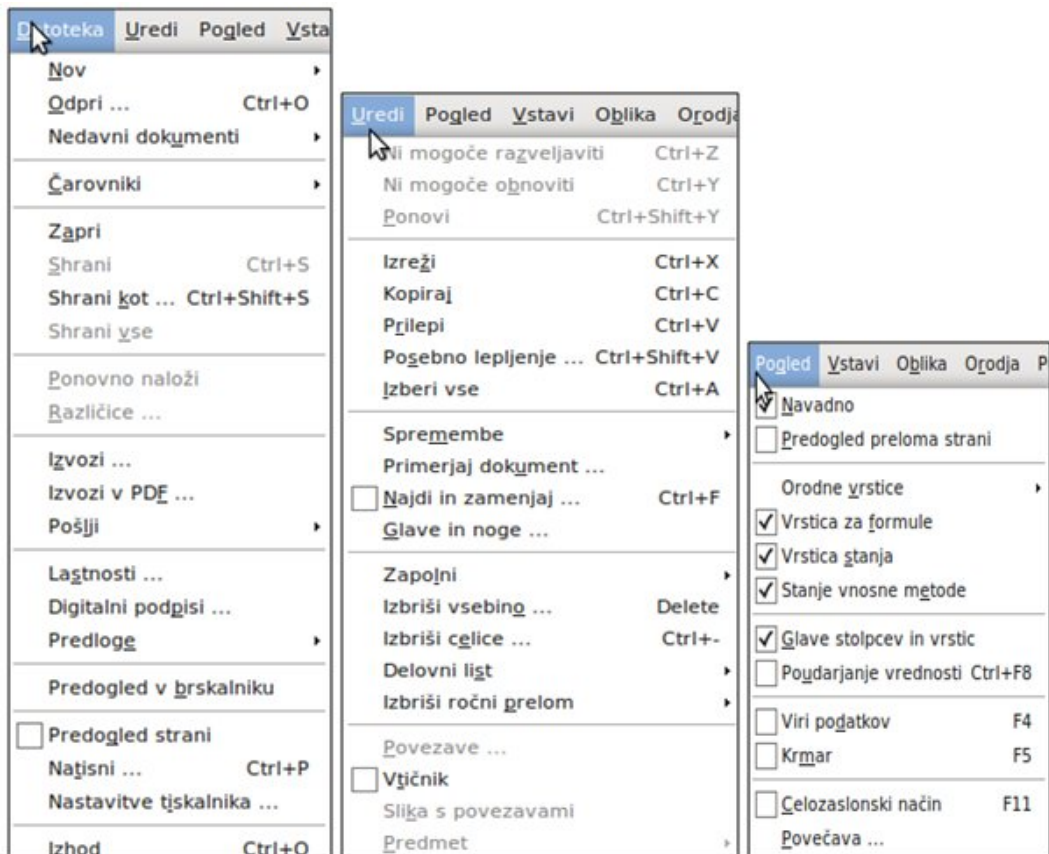 Datoteka Uredi Pogled Vsta
Nov
Odpri ... Ctrl+O
Nedavni dokumenti
Čarovniki
Zapri
Shrani Ctrl+S
Shrani kot ... Ctrl+Shift+S
Shrani vse
Ponovno naloži
Različice ...
Izvozi ...
Izvozi v PDF ...
Pošlji
Lastnosti ...
Digitalni podpisi ...
Predloge
Predogled v brskalniku
Predogled strani
Natisni ... Ctrl+P
Nastavitve tiskalnika ...
Izhod Ctrl+Q
Uredi Pogled Vstavi Oblika Orodja
Ni mogoče razveljaviti Ctrl+Z
Ni mogoče obnoviti Ctrl+Y
Ponovi Ctrl+Shift+Y
Izreži Ctrl+X
Kopiraj Ctrl+C
Prilepi Ctrl+V
Posebno lepljenje ... Ctrl+Shift+V
Izberi vse Ctrl+A
Spremembe
Primerjaj dokument ...
Najdi in zamenjaj ... Ctrl+F
Glave in noge ...
Zapolni
Izbriši vsebino ... Delete
Izbriši celice ... Ctrl+-
Delovni list
Izbriši ročni prelom
Povezave ...
Vtičnik
Slika s povezavami
Predmet
Pogled Vstavi Oblika Orodja P
Navadno
Predogled preloma strani
Orodne vrstice
Vrstica za formule
Vrstica stanja
Stanje vnosne metode
Glave stolpcev in vrstic
Poudarjanje vrednosti Ctrl+F8
Viri podatkov F4
Krmar F5
Celozaslonski način F11
Povečava ...